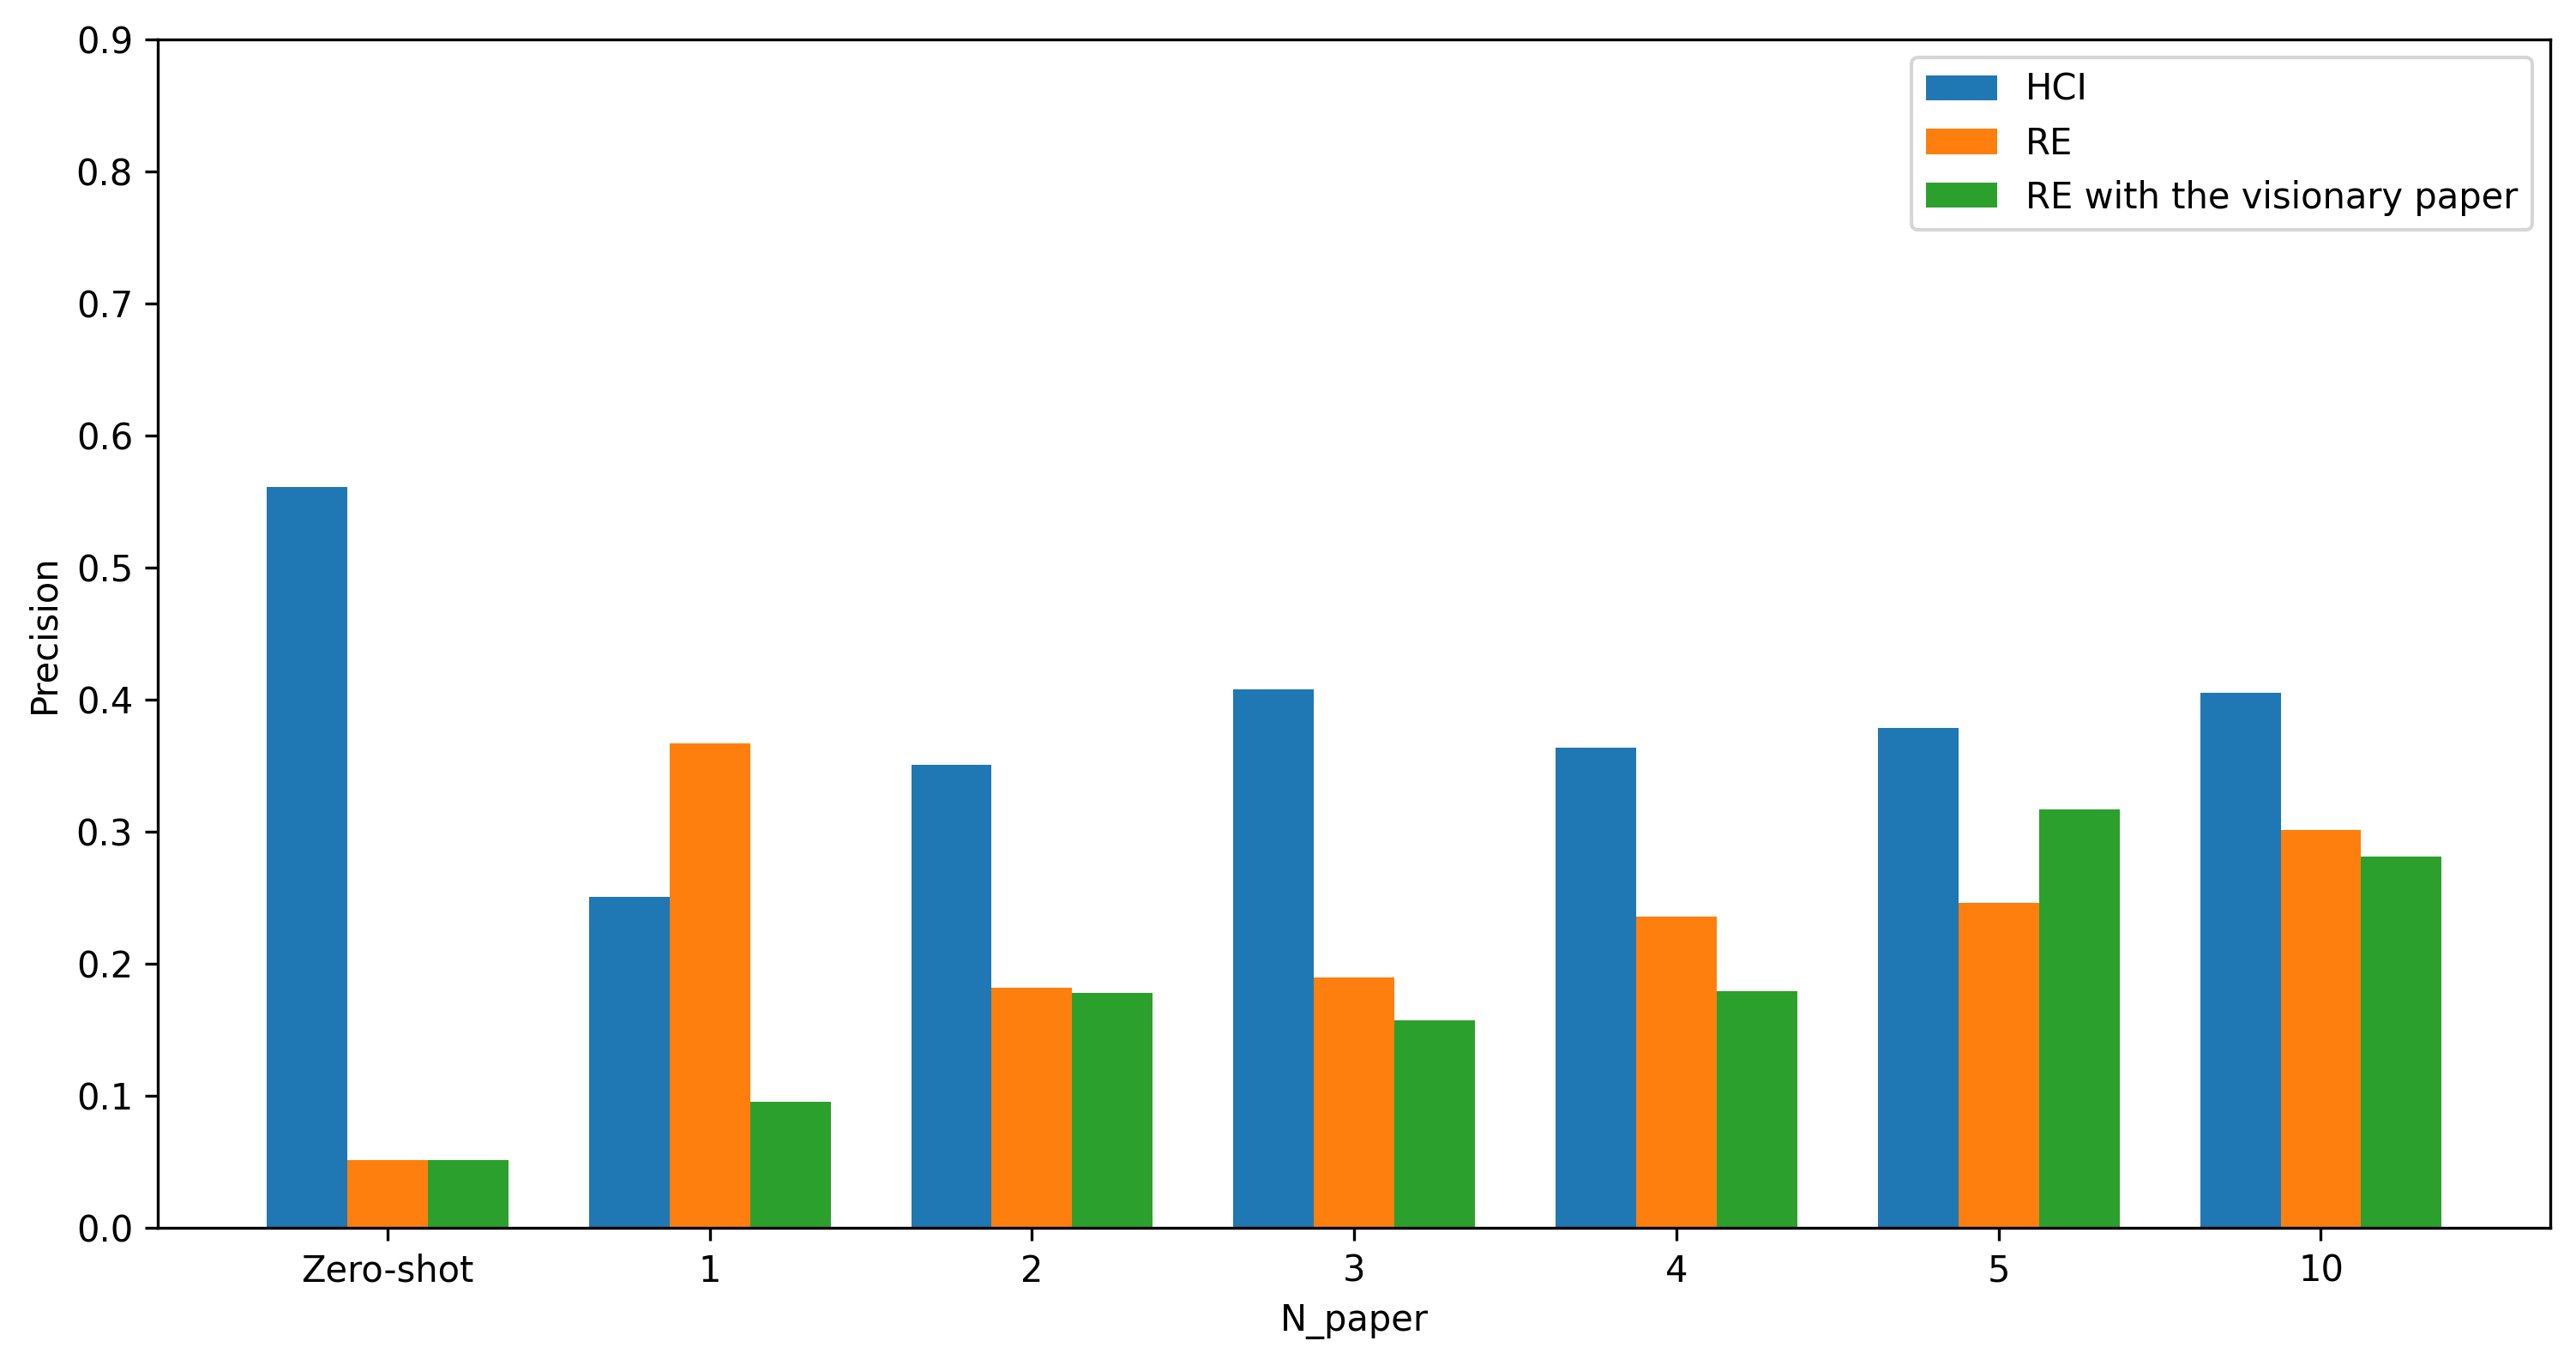 0.9
0.8
0.7
0.6
0.5
0.4
0.3
0.2
0.1
0.0
Precision
HCI
RE
RE with the visionary paper
Zero-shot 1 2 3 4 5 10
N_paper